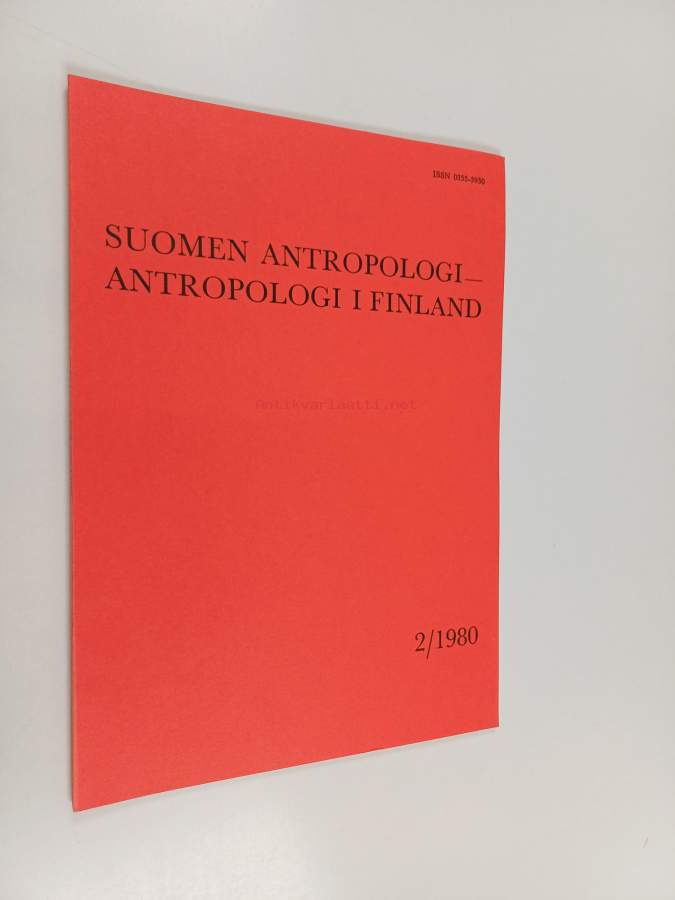 ISSN 0355-3930
SUOMEN ANTROPOLOGI—
ANTROPOLOGI I FINLAND
Antikvariaatti.net
2/1980